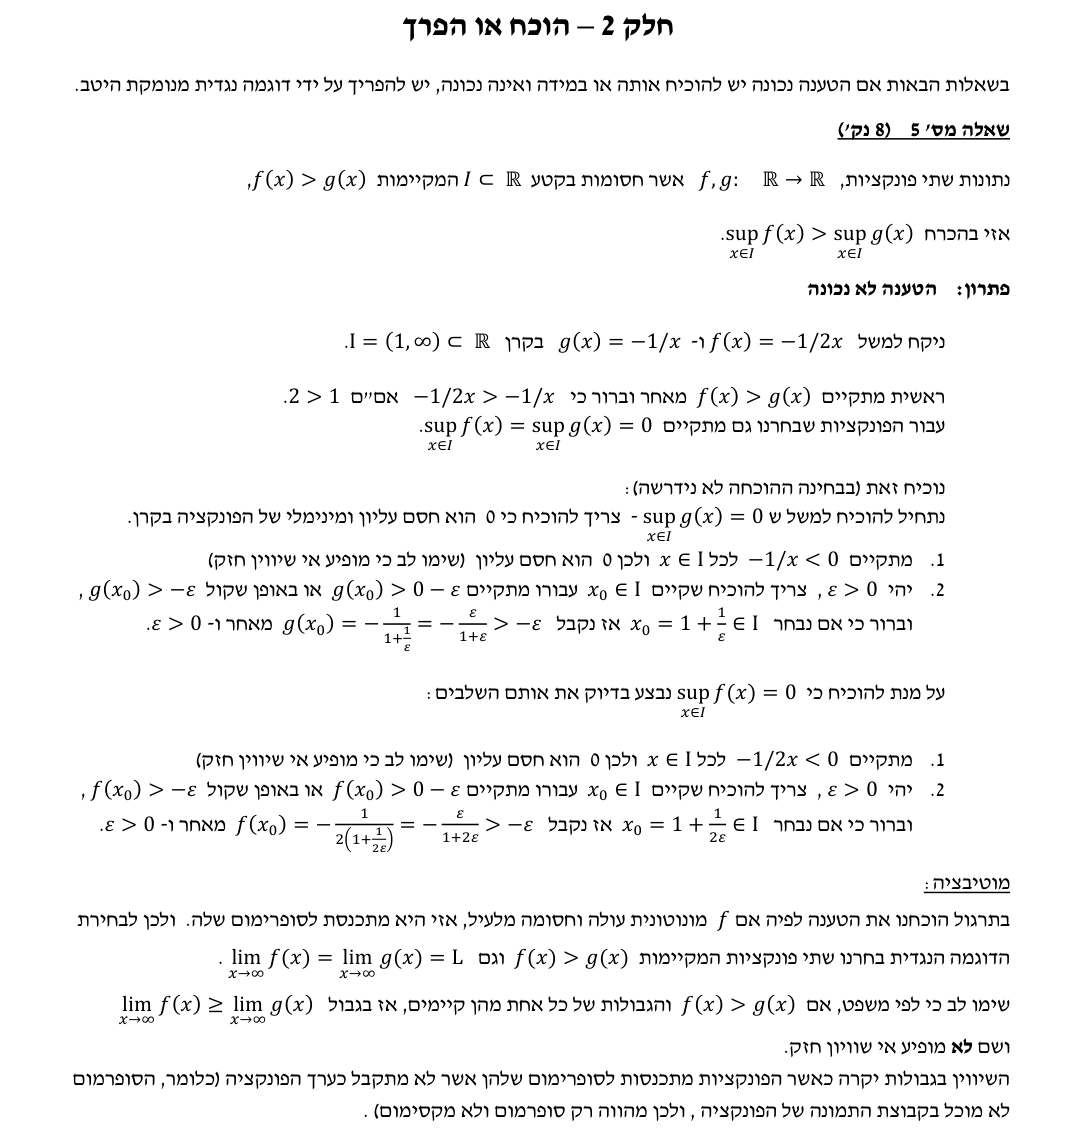 חלק 2 – הוכח או הפרך
בשאלות הבאות אם הטענה נכונה יש להוכיח אותה או במידה ואינה נכונה, יש להפריך על ידי דוגמה נגדית מנומקת היטב.
שאלה מס׳ 5 (8 נק׳)
נתונות שתי פונקציות, f,g: ℝ → ℝ אשר חסומות בקטע I ⊂ ℝ המקיימות f(x) > g(x),
אזי בהכרח sup_{x∈I} f(x) > sup_{x∈I} g(x).
פתרון: הטענה לא נכונה
ניקח למשל f(x) = −1/2x ו- g(x) = −1/x בקרן I = (1, ∞) ⊂ ℝ.
ראשית מתקיים f(x) > g(x) מאחר וברור כי −1/2x > −1/x אם״ם 2 > 1.
עבור הפונקציות שבחרנו גם מתקיים sup_{x∈I} f(x) = sup_{x∈I} g(x) = 0.
נוכיח זאת (בבחינה ההוכחה לא נידרשה):
נתחיל להוכיח למשל ש sup_{x∈I} g(x) = 0 - צריך להוכיח כי 0 הוא חסם עליון ומינימלי של הפונקציה בקרן.
1. מתקיים −1/x < 0 לכל x ∈ I ולכן 0 הוא חסם עליון (שימו לב כי מופיע אי שיווין חזק)
2. יהי ε > 0 , צריך להוכיח שקיים x₀ ∈ I עבורו מתקיים g(x₀) > 0 − ε או באופן שקול g(x₀) > −ε ,
וברור כי אם נבחר x₀ = 1 + 1/ε ∈ I אז נקבל g(x₀) = −1/(1+1/ε) = −ε/(1+ε) > −ε מאחר ו- ε > 0.
על מנת להוכיח כי sup_{x∈I} f(x) = 0 נבצע בדיוק את אותם השלבים:
1. מתקיים −1/2x < 0 לכל x ∈ I ולכן 0 הוא חסם עליון (שימו לב כי מופיע אי שיווין חזק)
2. יהי ε > 0 , צריך להוכיח שקיים x₀ ∈ I עבורו מתקיים f(x₀) > 0 − ε או באופן שקול f(x₀) > −ε ,
וברור כי אם נבחר x₀ = 1 + 1/2ε ∈ I אז נקבל f(x₀) = −1/(2(1+1/2ε)) = −ε/(1+2ε) > −ε מאחר ו- ε > 0.
מוטיבציה:
בתרגול הוכחנו את הטענה לפיה אם f מונוטונית עולה וחסומה מלעיל, אזי היא מתכנסת לסופרימום שלה. ולכן לבחירת
הדוגמה הנגדית בחרנו שתי פונקציות המקיימות f(x) > g(x) וגם lim_{x→∞} f(x) = lim_{x→∞} g(x) = L .
שימו לב כי לפי משפט, אם f(x) > g(x) והגבולות של כל אחת מהן קיימים, אז בגבול lim_{x→∞} f(x) ≥ lim_{x→∞} g(x)
ושם לא מופיע אי שוויון חזק.
השיווין בגבולות יקרה כאשר הפונקציות מתכנסות לסופרימום שלהן אשר לא מתקבל כערך הפונקציה (כלומר, הסופרמום
לא מוכל בקבוצת התמונה של הפונקציה , ולכן מהווה רק סופרמום ולא מקסימום) .